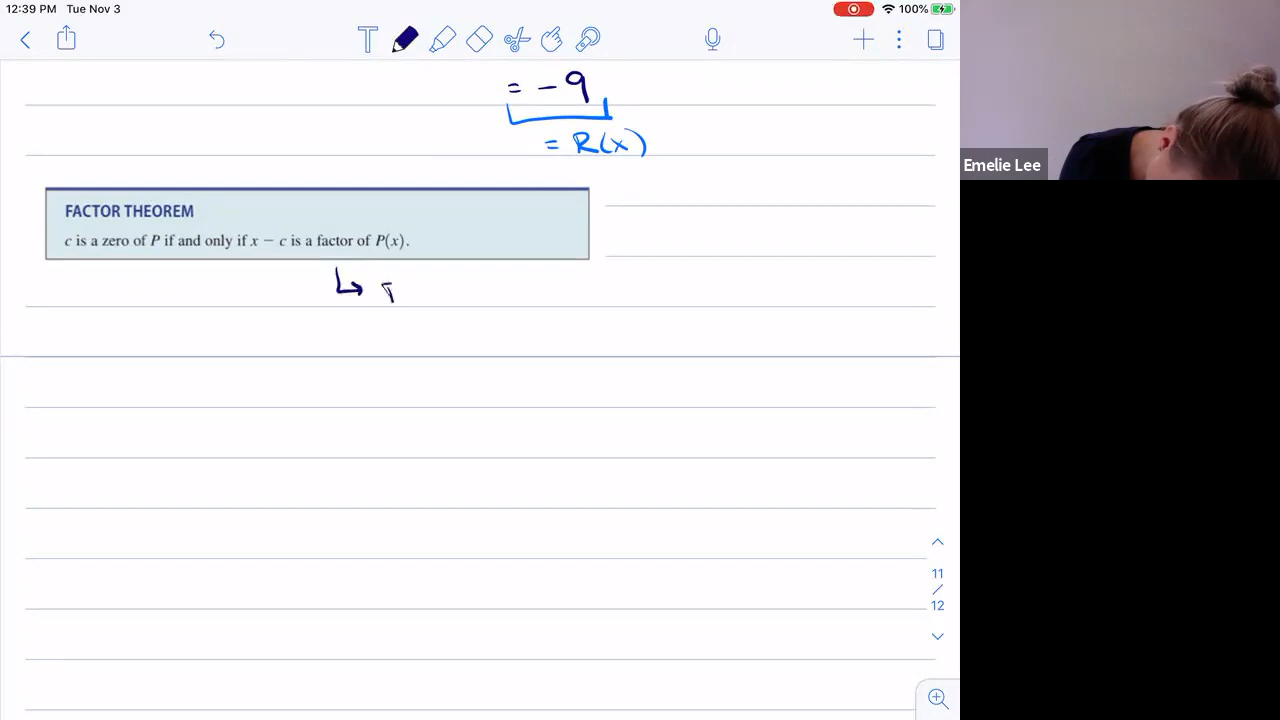 12:39 PM Tue Nov 3
100%
= -9
= R(x)
Emelie Lee
FACTOR THEOREM
c is a zero of P if and only if x − c is a factor of P(x).
11
/
12